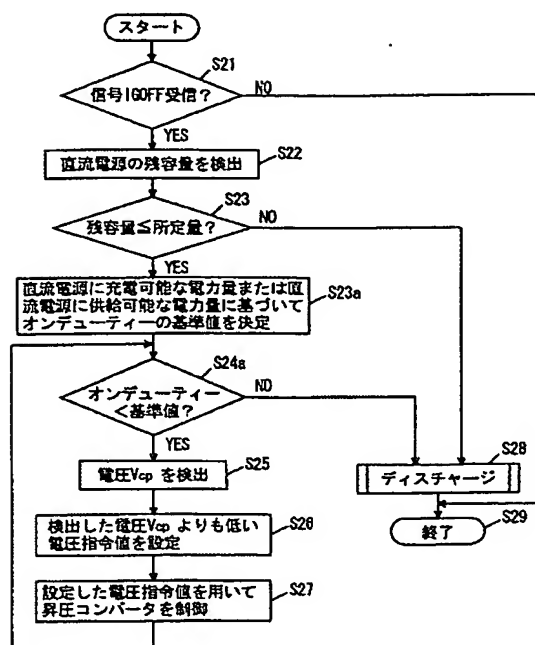 スタート
S21
信号IGOFF受信?
NO
YES
直流電源の残容量を検出
S22
S23
残容量≦所定量?
NO
YES
直流電源に充電可能な電力量または直
流電源に供給可能な電力量に基づいて
オンデューティーの基準値を決定
S23a
S24a
オンデューティー
<基準値?
NO
YES
S25
電圧Vcp を検出
S28
ディスチャージ
検出した電圧Vcp よりも低い
電圧指令値を設定
S26
終了
S29
設定した電圧指令値を用いて
昇圧コンバータを制御
S27